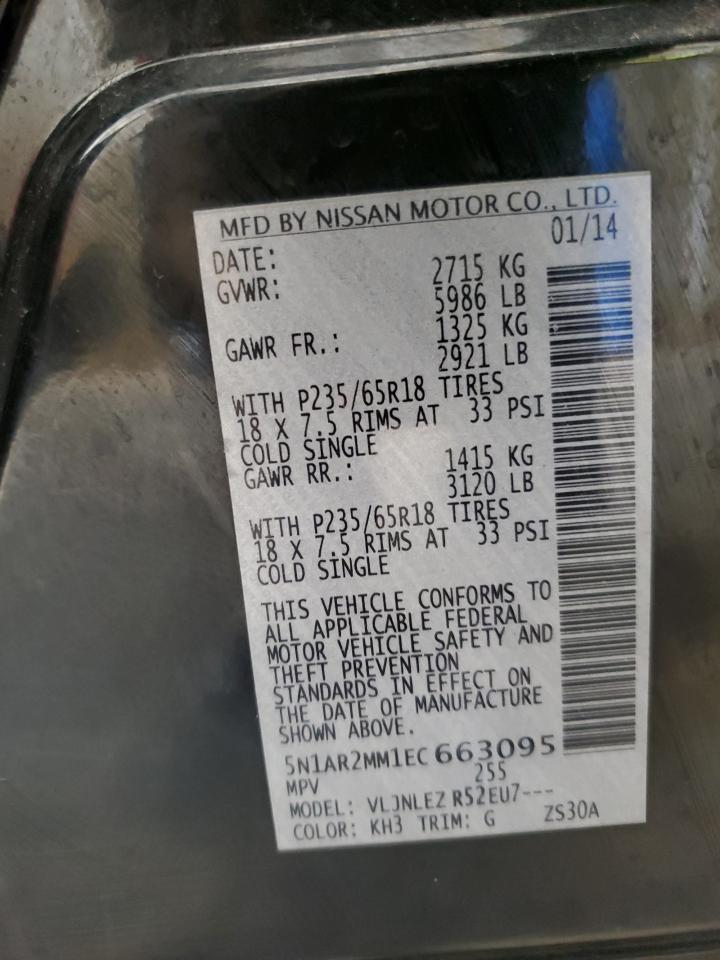 MFD BY NISSAN MOTOR CO., LTD.
DATE: 01/14
GVWR: 2715 KG
5986 LB
GAWR FR.: 1325 KG
2921 LB
WITH P235/65R18 TIRES
18 X 7.5 RIMS AT 33 PSI
COLD SINGLE
GAWR RR.: 1415 KG
3120 LB
WITH P235/65R18 TIRES
18 X 7.5 RIMS AT 33 PSI
COLD SINGLE
THIS VEHICLE CONFORMS TO
ALL APPLICABLE FEDERAL
MOTOR VEHICLE SAFETY AND
THEFT PREVENTION
STANDARDS IN EFFECT ON
THE DATE OF MANUFACTURE
SHOWN ABOVE.
5N1AR2MM1EC663095
MPV 255
MODEL: VLJNLEZ R52EU7---
COLOR: KH3 TRIM: G ZS30A